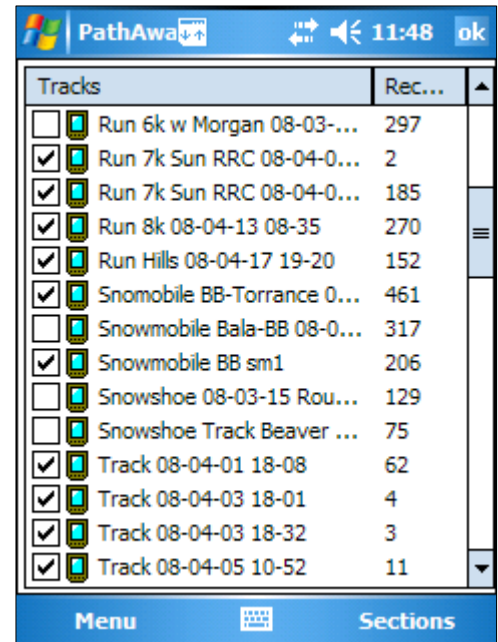 PathAwa 11:48 ok
Tracks Rec...
Run 6k w Morgan 08-03-... 297
Run 7k Sun RRC 08-04-0... 2
Run 7k Sun RRC 08-04-0... 185
Run 8k 08-04-13 08-35 270
Run Hills 08-04-17 19-20 152
Snomobile BB-Torrance 0... 461
Snowmobile Bala-BB 08-0... 317
Snowmobile BB sm1 206
Snowshoe 08-03-15 Rou... 129
Snowshoe Track Beaver ... 75
Track 08-04-01 18-08 62
Track 08-04-03 18-01 4
Track 08-04-03 18-32 3
Track 08-04-05 10-52 11
Menu Sections